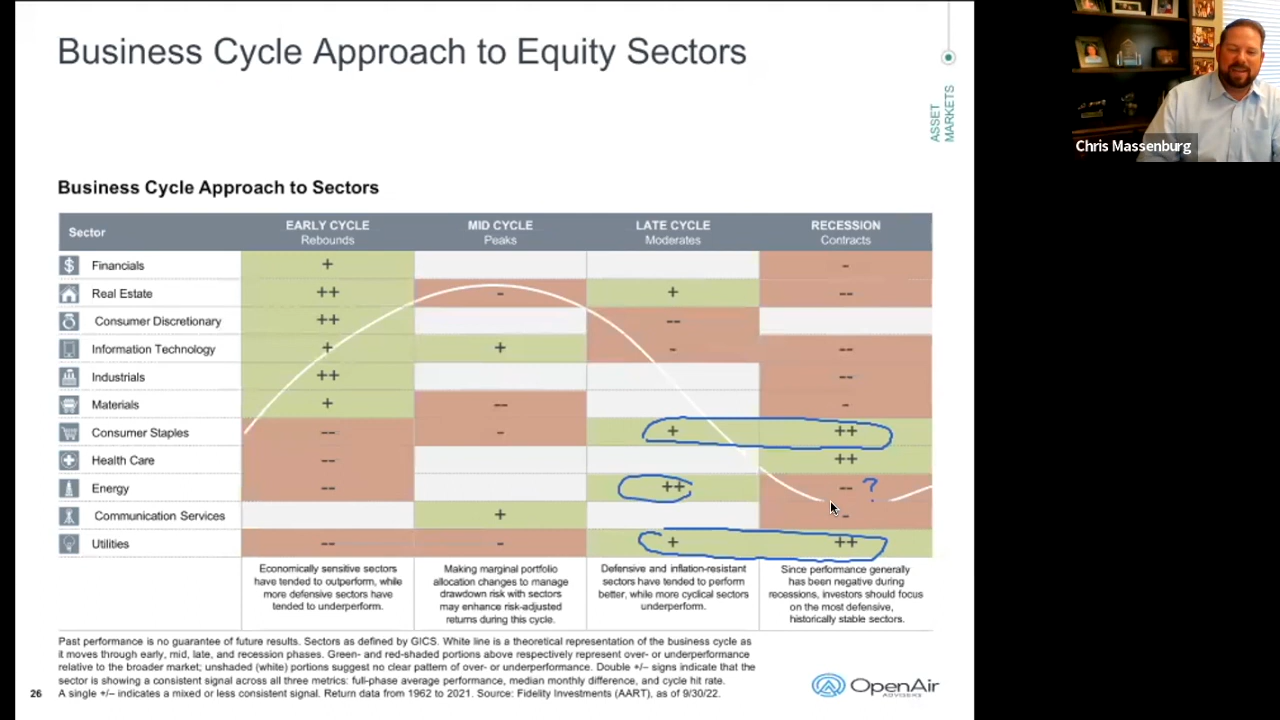 Business Cycle Approach to Equity Sectors
ASSET
MARKETS
Chris Massenburg
Business Cycle Approach to Sectors
Sector EARLY CYCLE Rebounds MID CYCLE Peaks LATE CYCLE Moderates RECESSION Contracts
$ Financials + -
Real Estate ++ - + --
Consumer Discretionary ++ --
Information Technology + + - --
Industrials ++ --
Materials + -- -
Consumer Staples -- - + ++
Health Care -- ++
Energy -- ++ -- ?
Communication Services + -
Utilities -- - + ++
Economically sensitive sectors
have tended to outperform, while
more defensive sectors have
tended to underperform.
Making marginal portfolio
allocation changes to manage
drawdown risk with sectors
may enhance risk-adjusted
returns during this cycle.
Defensive and inflation-resistant
sectors have tended to perform
better, while more cyclical sectors
underperform.
Since performance generally
has been negative during
recessions, investors should focus
on the most defensive,
historically stable sectors.
Past performance is no guarantee of future results. Sectors as defined by GICS. White line is a theoretical representation of the business cycle as
it moves through early, mid, late, and recession phases. Green- and red-shaded portions above respectively represent over- or underperformance
relative to the broader market; unshaded (white) portions suggest no clear pattern of over- or underperformance. Double +/– signs indicate that the
sector is showing a consistent signal across all three metrics: full-phase average performance, median monthly difference, and cycle hit rate.
A single +/– indicates a mixed or less consistent signal. Return data from 1962 to 2021. Source: Fidelity Investments (AART), as of 9/30/22.
26
OpenAir
ADVISERS